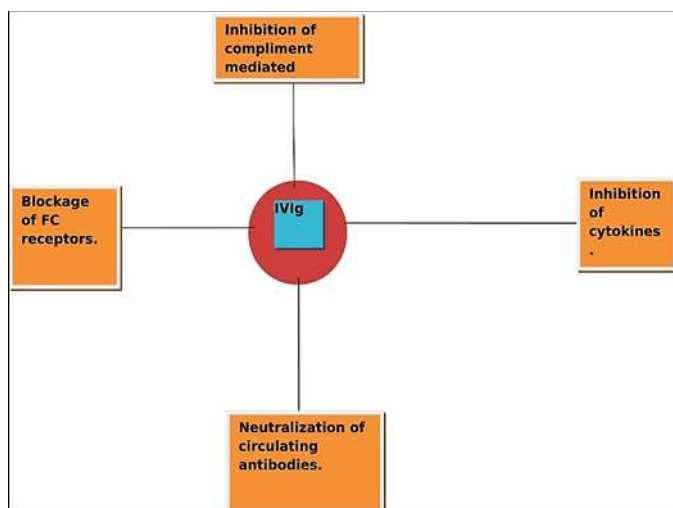 Inhibition of
compliment
mediated
Blockage
of FC
receptors.
IVIg
Inhibition
of
cytokines
.
Neutralization of
circulating
antibodies.